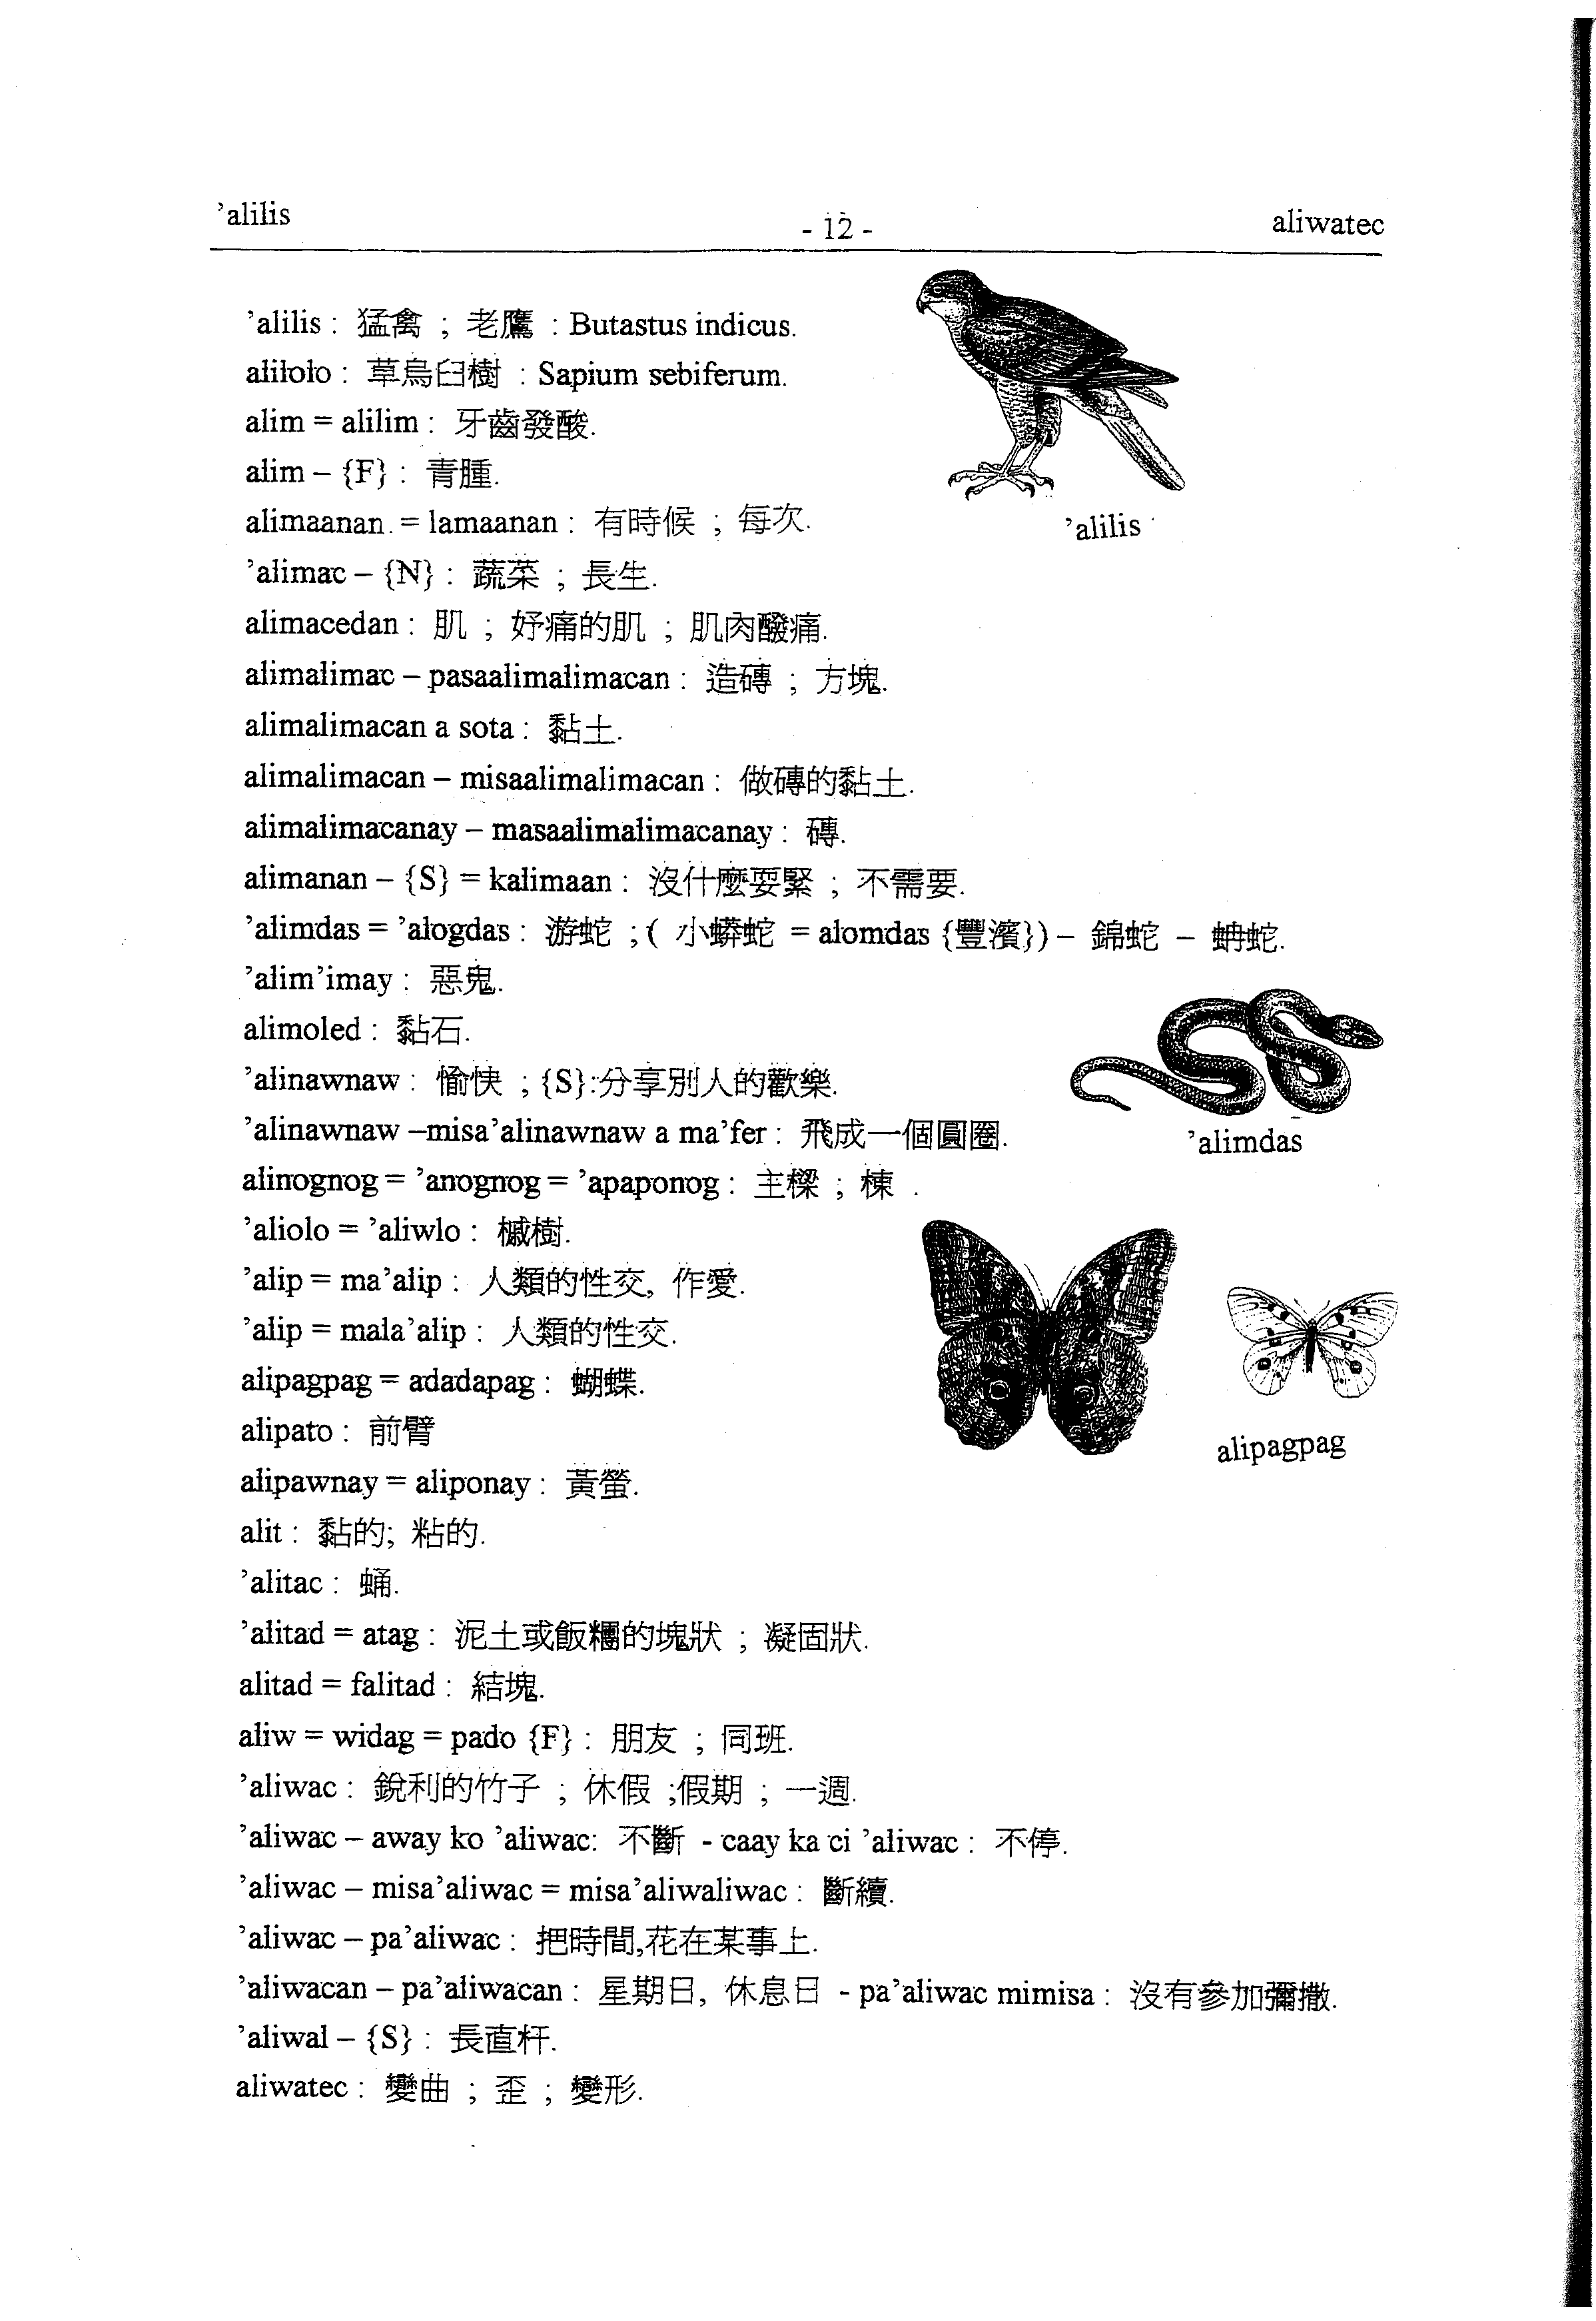 ’alilis
- 12 -
aliwatec
’alilis : 猛禽 ; 老鷹 : Butastus indicus.
alilolo : 草烏臼樹 : Sapium sebiferum.
alim = alilim : 牙齒發酸.
alim – {F} : 青腫.
alimaanan. = lamaanan : 有時候 ; 每次.
’alilis
’alimac – {N} : 蔬菜 ; 長生.
alimacedan : 肌 ; 妤痛的肌 ; 肌肉醱痛.
alimalimac – pasaalimalimacan : 造磚 ; 方塊.
alimalimacan a sota : 黏土.
alimalimacan – misaalimalimacan : 做磚的黏土.
alimalimacanay – masaalimalimacanay : 磚.
alimanan – {S} = kalimaan : 沒什麼耍緊 ; 不需要.
’alimdas = ’alogdas : 游蛇 ; ( 小蟒蛇 = alomdas {豐濱}) – 錦蛇 – 蚺蛇.
’alim’imay : 惡鬼.
alimoled : 黏石.
’alinawnaw : 愉快 ; {S}:分享別人的歡樂.
’alinawnaw –misa’alinawnaw a ma’fer : 飛成一個圓圈.
’alimdas
alinognog = ’anognog = ’apaponog : 主樑 ; 棟 .
’aliolo = ’aliwlo : 槭樹.
’alip = ma’alip : 人類的性交, 作愛.
’alip = mala’alip : 人類的性交.
alipagpag = adadapag : 蝴蝶.
alipato : 前臂
alipagpag
alipawnay = aliponay : 黃螢.
alit : 黏的; 粘的.
’alitac : 蛹.
’alitad = atag : 泥土或飯糰的塊狀 ; 凝固狀.
alitad = falitad : 結塊.
aliw = widag = pado {F} : 朋友 ; 同班.
’aliwac : 銳利的竹子 ; 休假 ;假期 ; 一週.
’aliwac – away ko ’aliwac: 不斷 - caay ka ci ’aliwac : 不停.
’aliwac – misa’aliwac = misa’aliwaliwac : 斷續.
’aliwac – pa’aliwac : 把時間,花在某事上.
’aliwacan – pa’aliwacan : 星期日, 休息日 - pa’aliwac mimisa : 沒有參加彌撒.
’aliwal – {S} : 長直杆.
aliwatec : 變曲 ; 歪 ; 變形.